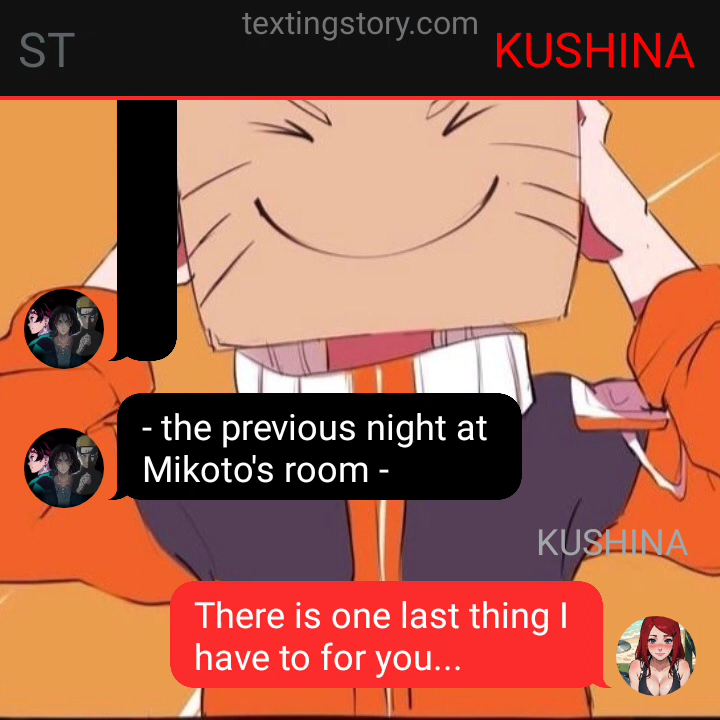 textingstory.com
ST
KUSHINA
- the previous night at
Mikoto's room -
KUSHINA
There is one last thing I
have to for you...